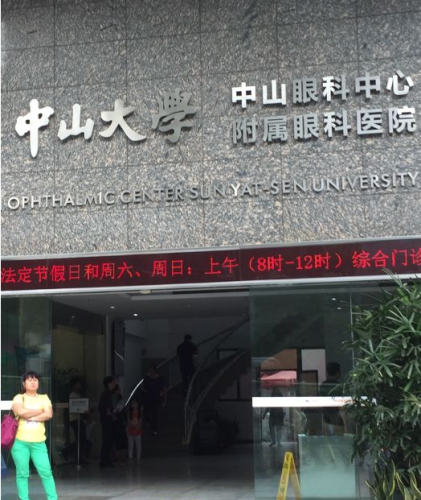 中山大学
中山眼科中心
附属眼科医院
OPHTHALMIC CENTER SUN YAT-SEN UNIVERSITY
法定节假日和周六、周日：上午（8时-12时）综合门诊